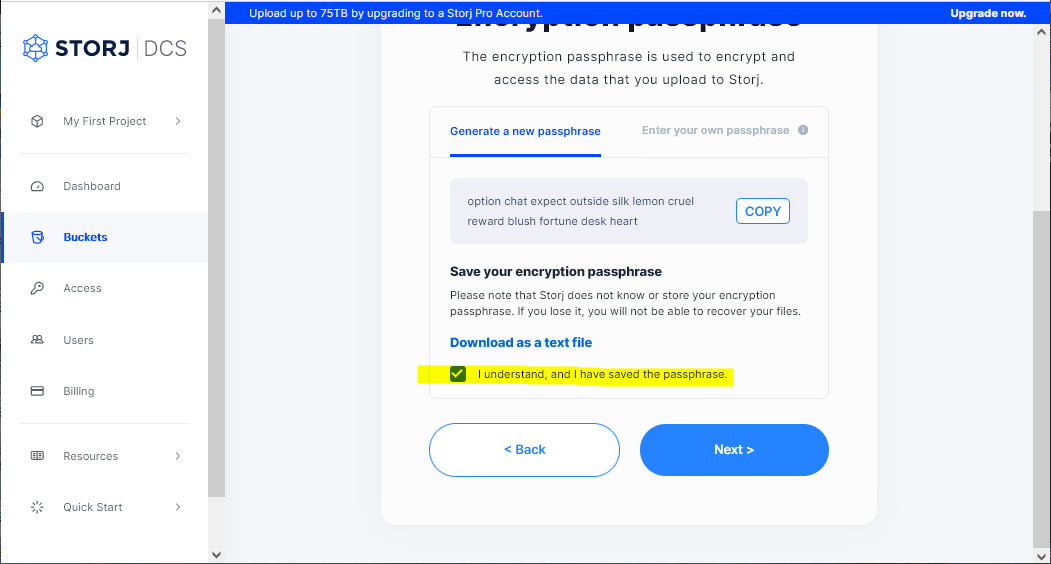 Upload up to 75TB by upgrading to a Storj Pro Account.
Upgrade now.
STORJ DCS
My First Project
Dashboard
Buckets
Access
Users
Billing
Resources
Quick Start
Encryption passphrase
The encryption passphrase is used to encrypt and
access the data that you upload to Storj.
Generate a new passphrase
Enter your own passphrase
option chat expect outside silk lemon cruel
reward blush fortune desk heart
COPY
Save your encryption passphrase
Please note that Storj does not know or store your encryption
passphrase. If you lose it, you will not be able to recover your files.
Download as a text file
I understand, and I have saved the passphrase.
< Back
Next >